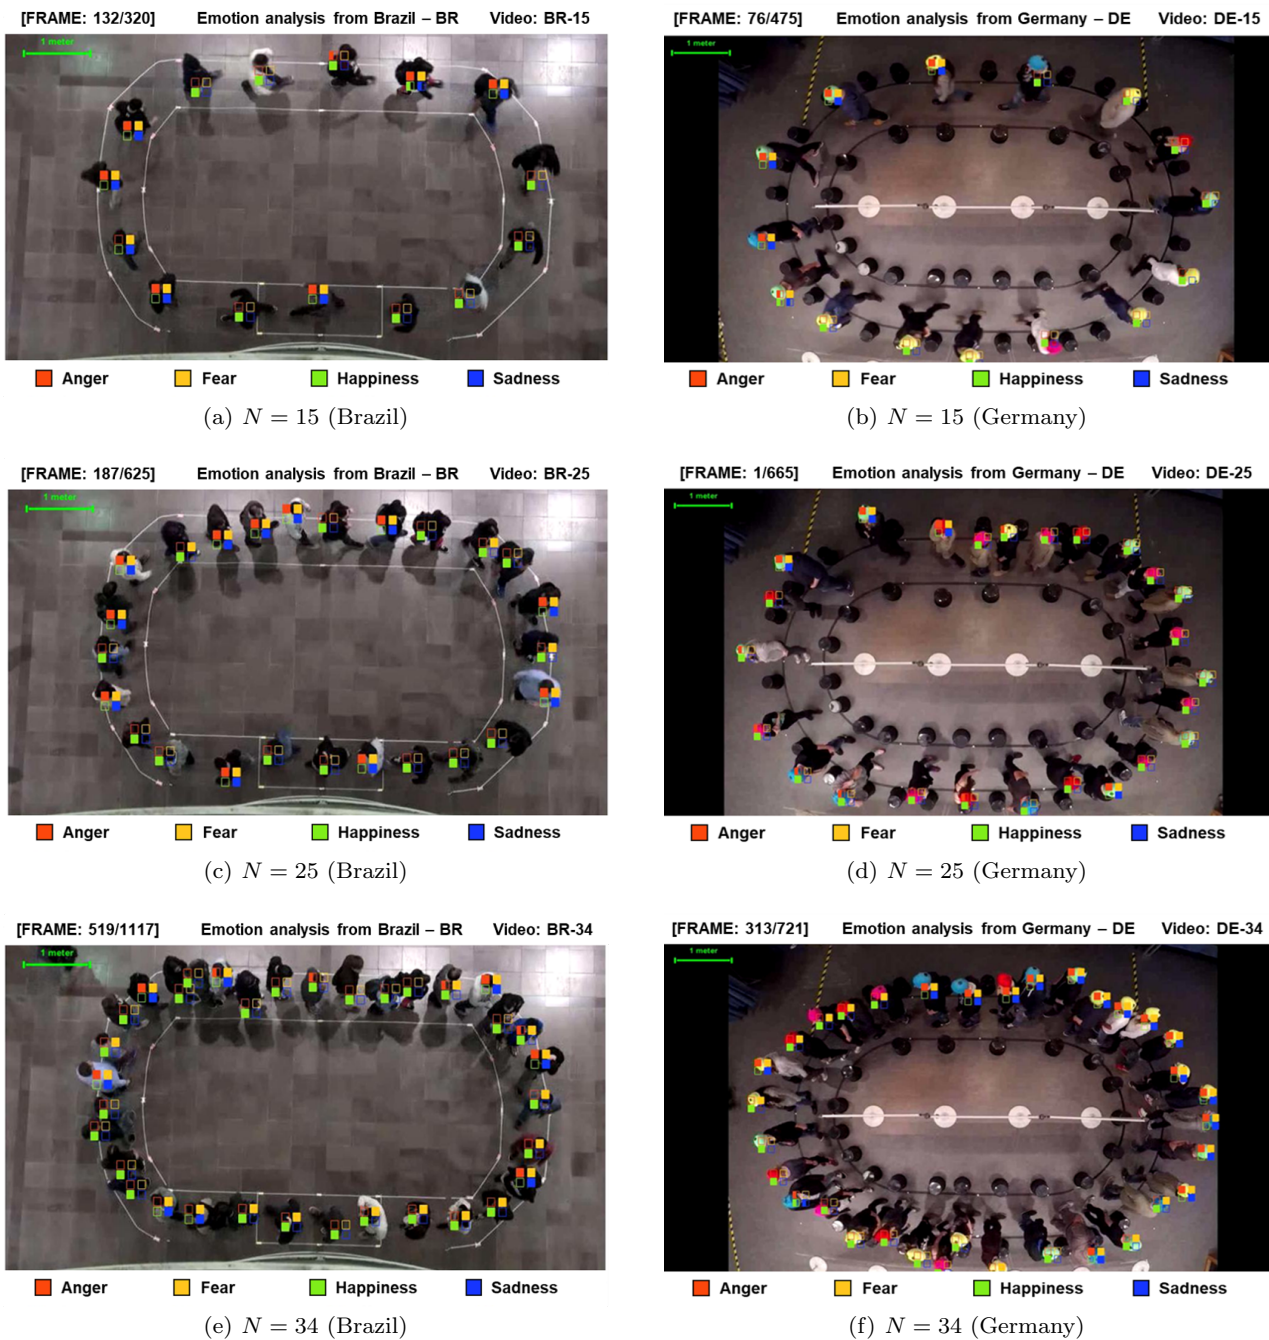 [FRAME: 132/320] Emotion analysis from Brazil – BR Video: BR-15
1 meter
Anger Fear Happiness Sadness
(a) N = 15 (Brazil)
[FRAME: 76/475] Emotion analysis from Germany – DE Video: DE-15
1 meter
Anger Fear Happiness Sadness
(b) N = 15 (Germany)
[FRAME: 187/625] Emotion analysis from Brazil – BR Video: BR-25
1 meter
Anger Fear Happiness Sadness
(c) N = 25 (Brazil)
[FRAME: 1/665] Emotion analysis from Germany – DE Video: DE-25
1 meter
Anger Fear Happiness Sadness
(d) N = 25 (Germany)
[FRAME: 519/1117] Emotion analysis from Brazil – BR Video: BR-34
1 meter
Anger Fear Happiness Sadness
(e) N = 34 (Brazil)
[FRAME: 313/721] Emotion analysis from Germany – DE Video: DE-34
1 meter
Anger Fear Happiness Sadness
(f) N = 34 (Germany)